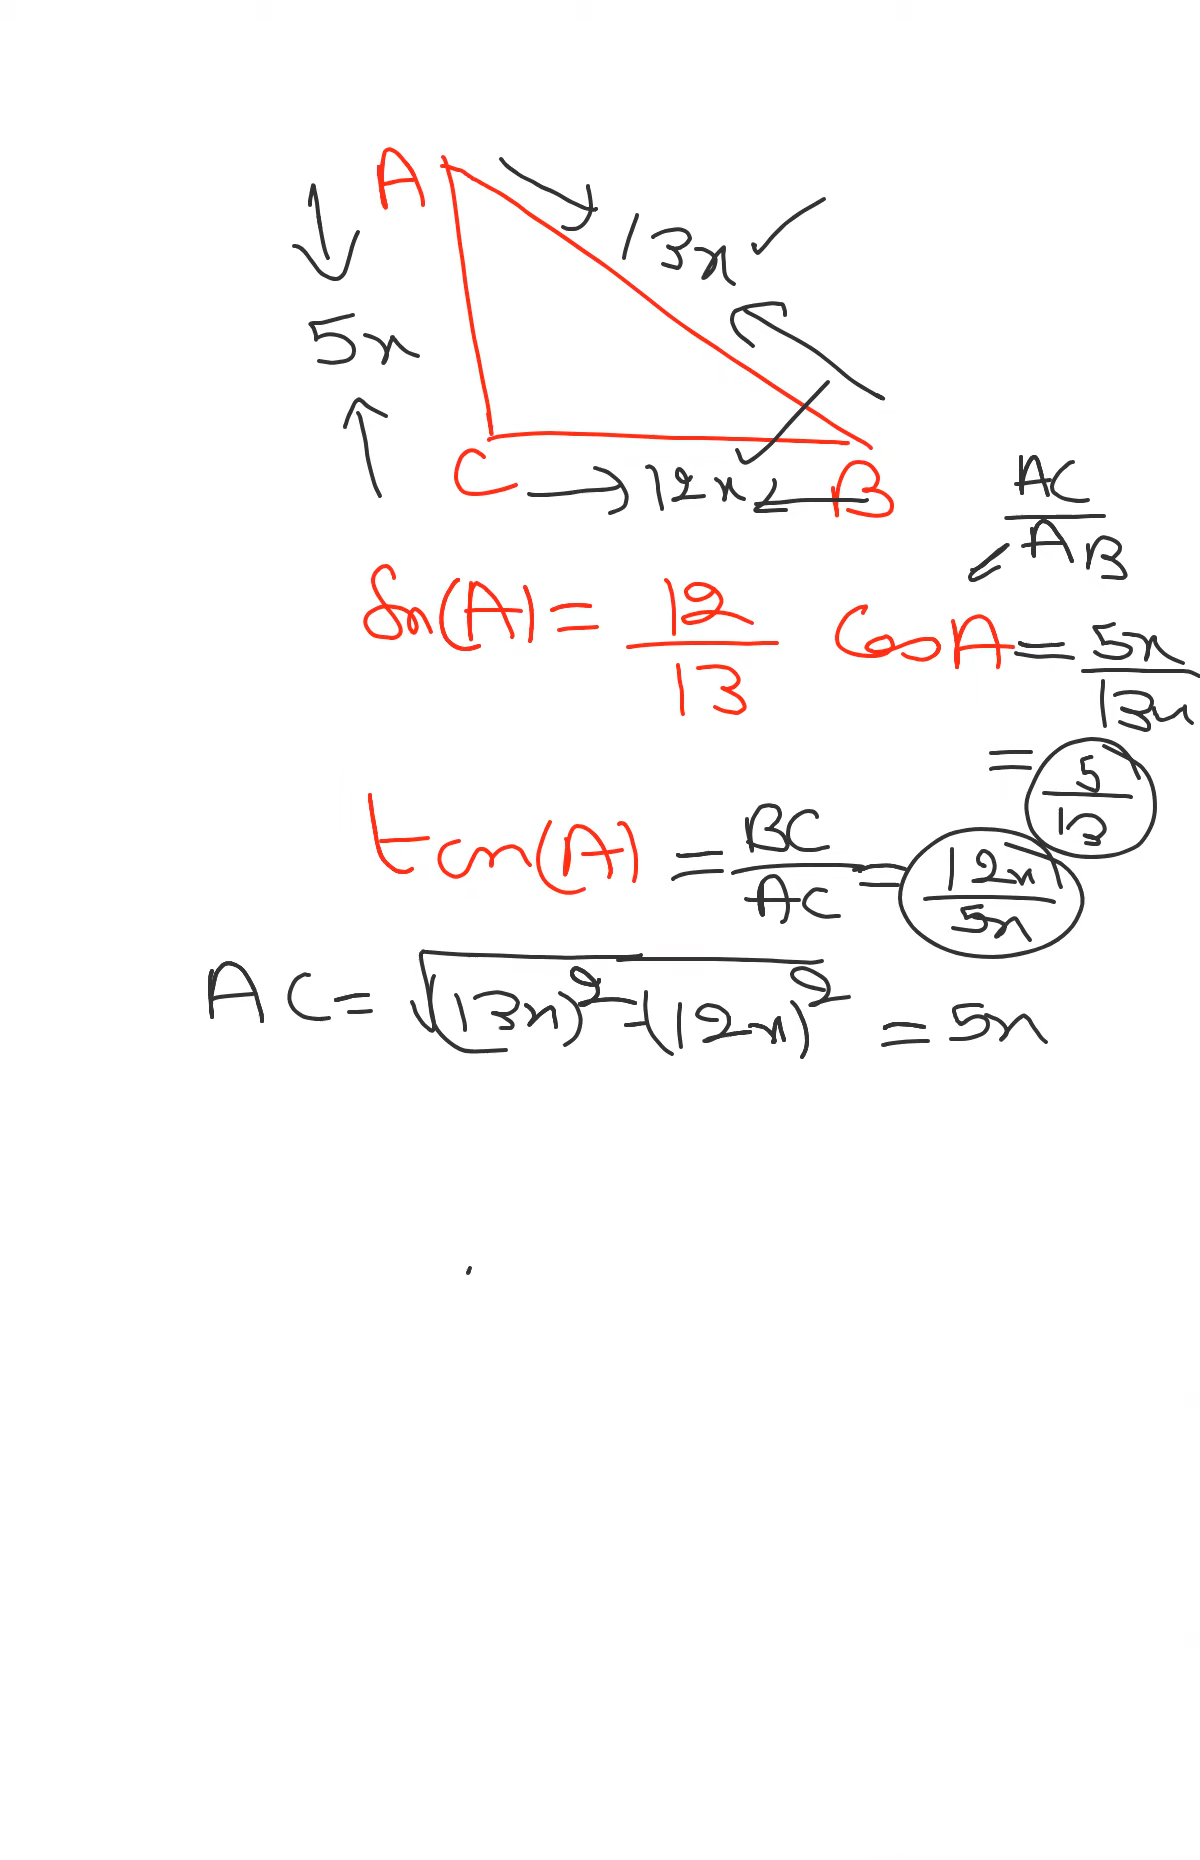 A
13x
5x
C 12x B
AC/AB
sin(A) = 12/13 cosA = 5x/13x
= 5/13
tan(A) = BC/AC = 12x/5x
AC = √(13x)² - (12x)² = 5x